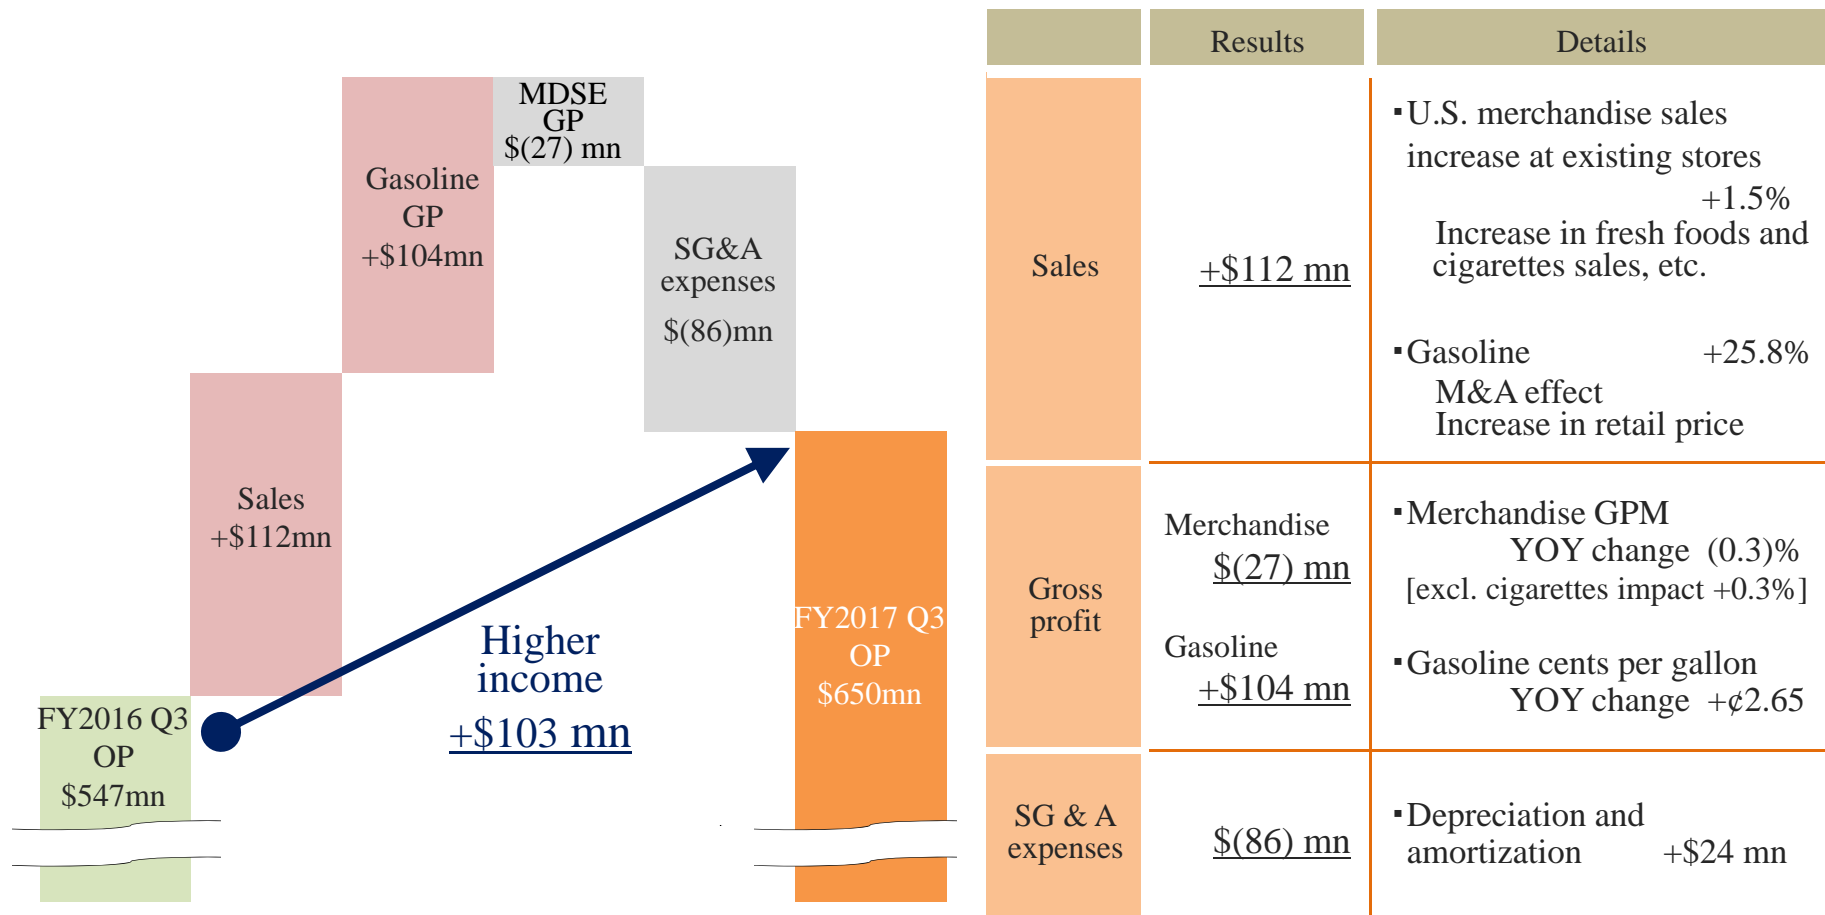 MDSE
GP
$(27) mn
Gasoline
GP
+$104mn
SG&A
expenses
$(86)mn
Sales
+$112mn
FY2016 Q3
OP
$547mn
Higher
income
+$103 mn
FY2017 Q3
OP
$650mn
Results
Details
Sales
+$112 mn
▪U.S. merchandise sales
increase at existing stores
+1.5%
Increase in fresh foods and
cigarettes sales, etc.
▪Gasoline +25.8%
M&A effect
Increase in retail price
Gross
profit
Merchandise
$(27) mn
Gasoline
+$104 mn
▪Merchandise GPM
YOY change (0.3)%
[excl. cigarettes impact +0.3%]
▪Gasoline cents per gallon
YOY change +¢2.65
SG & A
expenses
$(86) mn
▪Depreciation and
amortization +$24 mn